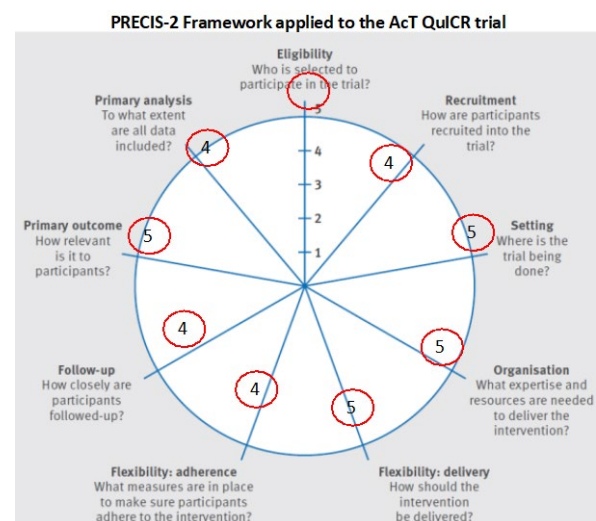 PRECIS-2 Framework applied to the AcT QuICR trial
Eligibility
Who is selected to
participate in the trial?
Recruitment
How are participants
recruited into the
trial?
Setting
Where is the
trial being
done?
Organisation
What expertise and
resources are needed
to deliver the
intervention?
Flexibility: delivery
How should the
intervention
be delivered?
Flexibility: adherence
What measures are in place
to make sure participants
adhere to the intervention?
Follow-up
How closely are
participants
followed-up?
Primary outcome
How relevant
is it to
participants?
Primary analysis
To what extent
are all data
included?
5
4
3
2
1
4
5
5
5
4
4
5
4